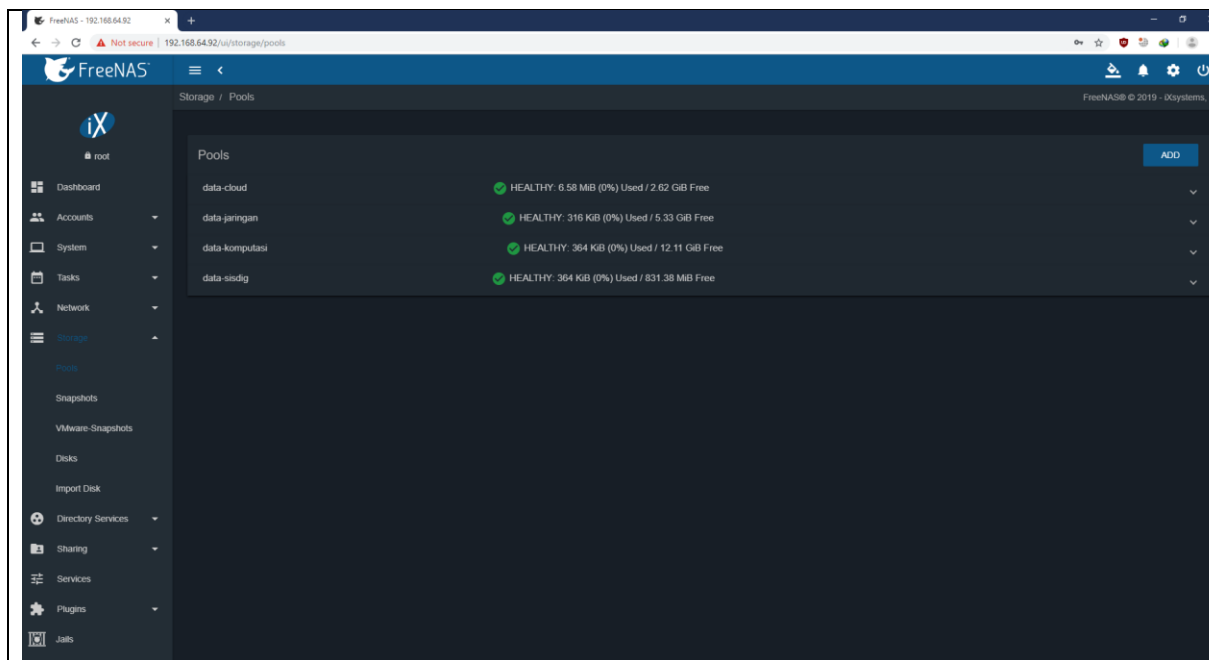 FreeNAS - 192.168.64.92
Not secure | 192.168.64.92/ui/storage/pools
FreeNAS
Storage / Pools
FreeNAS® © 2019 - iXsystems,
iX
root
Pools
ADD
data-cloud HEALTHY: 6.58 MiB (0%) Used / 2.62 GiB Free
data-jaringan HEALTHY: 316 KiB (0%) Used / 5.33 GiB Free
data-komputasi HEALTHY: 364 KiB (0%) Used / 12.11 GiB Free
data-sisdig HEALTHY: 364 KiB (0%) Used / 831.38 MiB Free
Dashboard
Accounts
System
Tasks
Network
Storage
Pools
Snapshots
VMware-Snapshots
Disks
Import Disk
Directory Services
Sharing
Services
Plugins
Jails